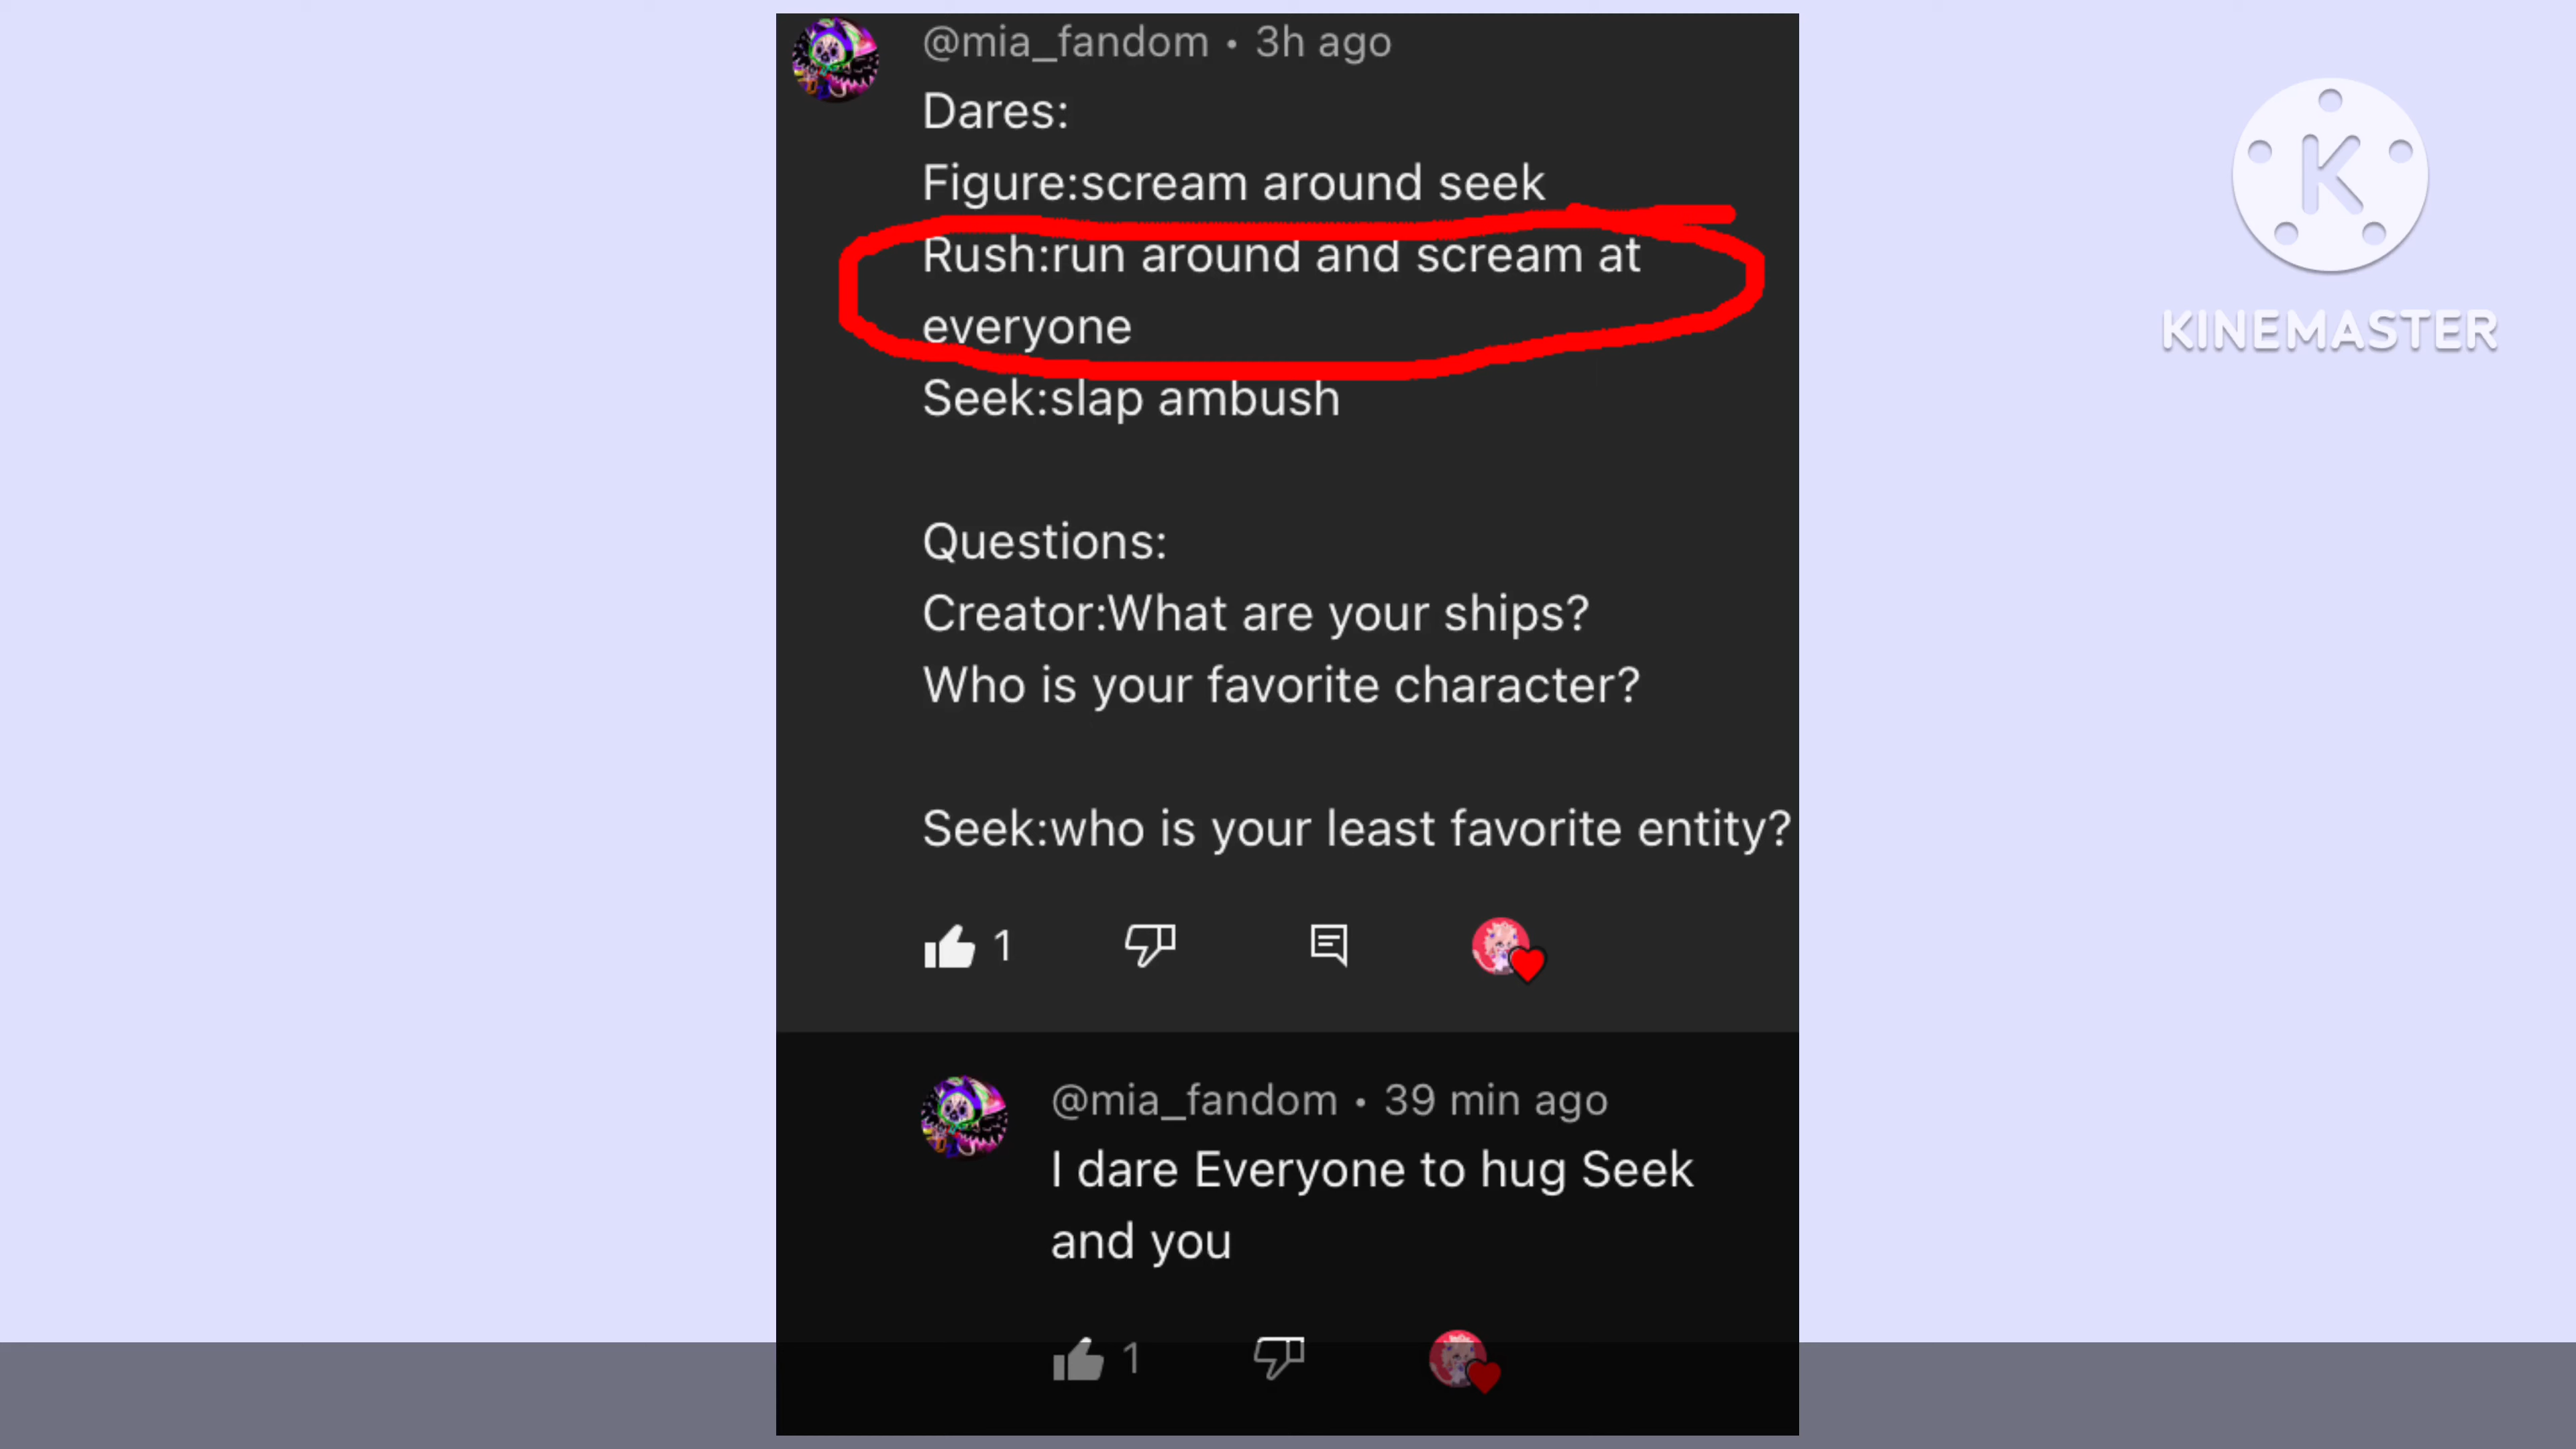 @mia_fandom • 3h ago
Dares:
Figure:scream around seek
Rush:run around and scream at
everyone
Seek:slap ambush
Questions:
Creator:What are your ships?
Who is your favorite character?
Seek:who is your least favorite entity?
1
@mia_fandom • 39 min ago
I dare Everyone to hug Seek
and you
1
K
KINEMASTER